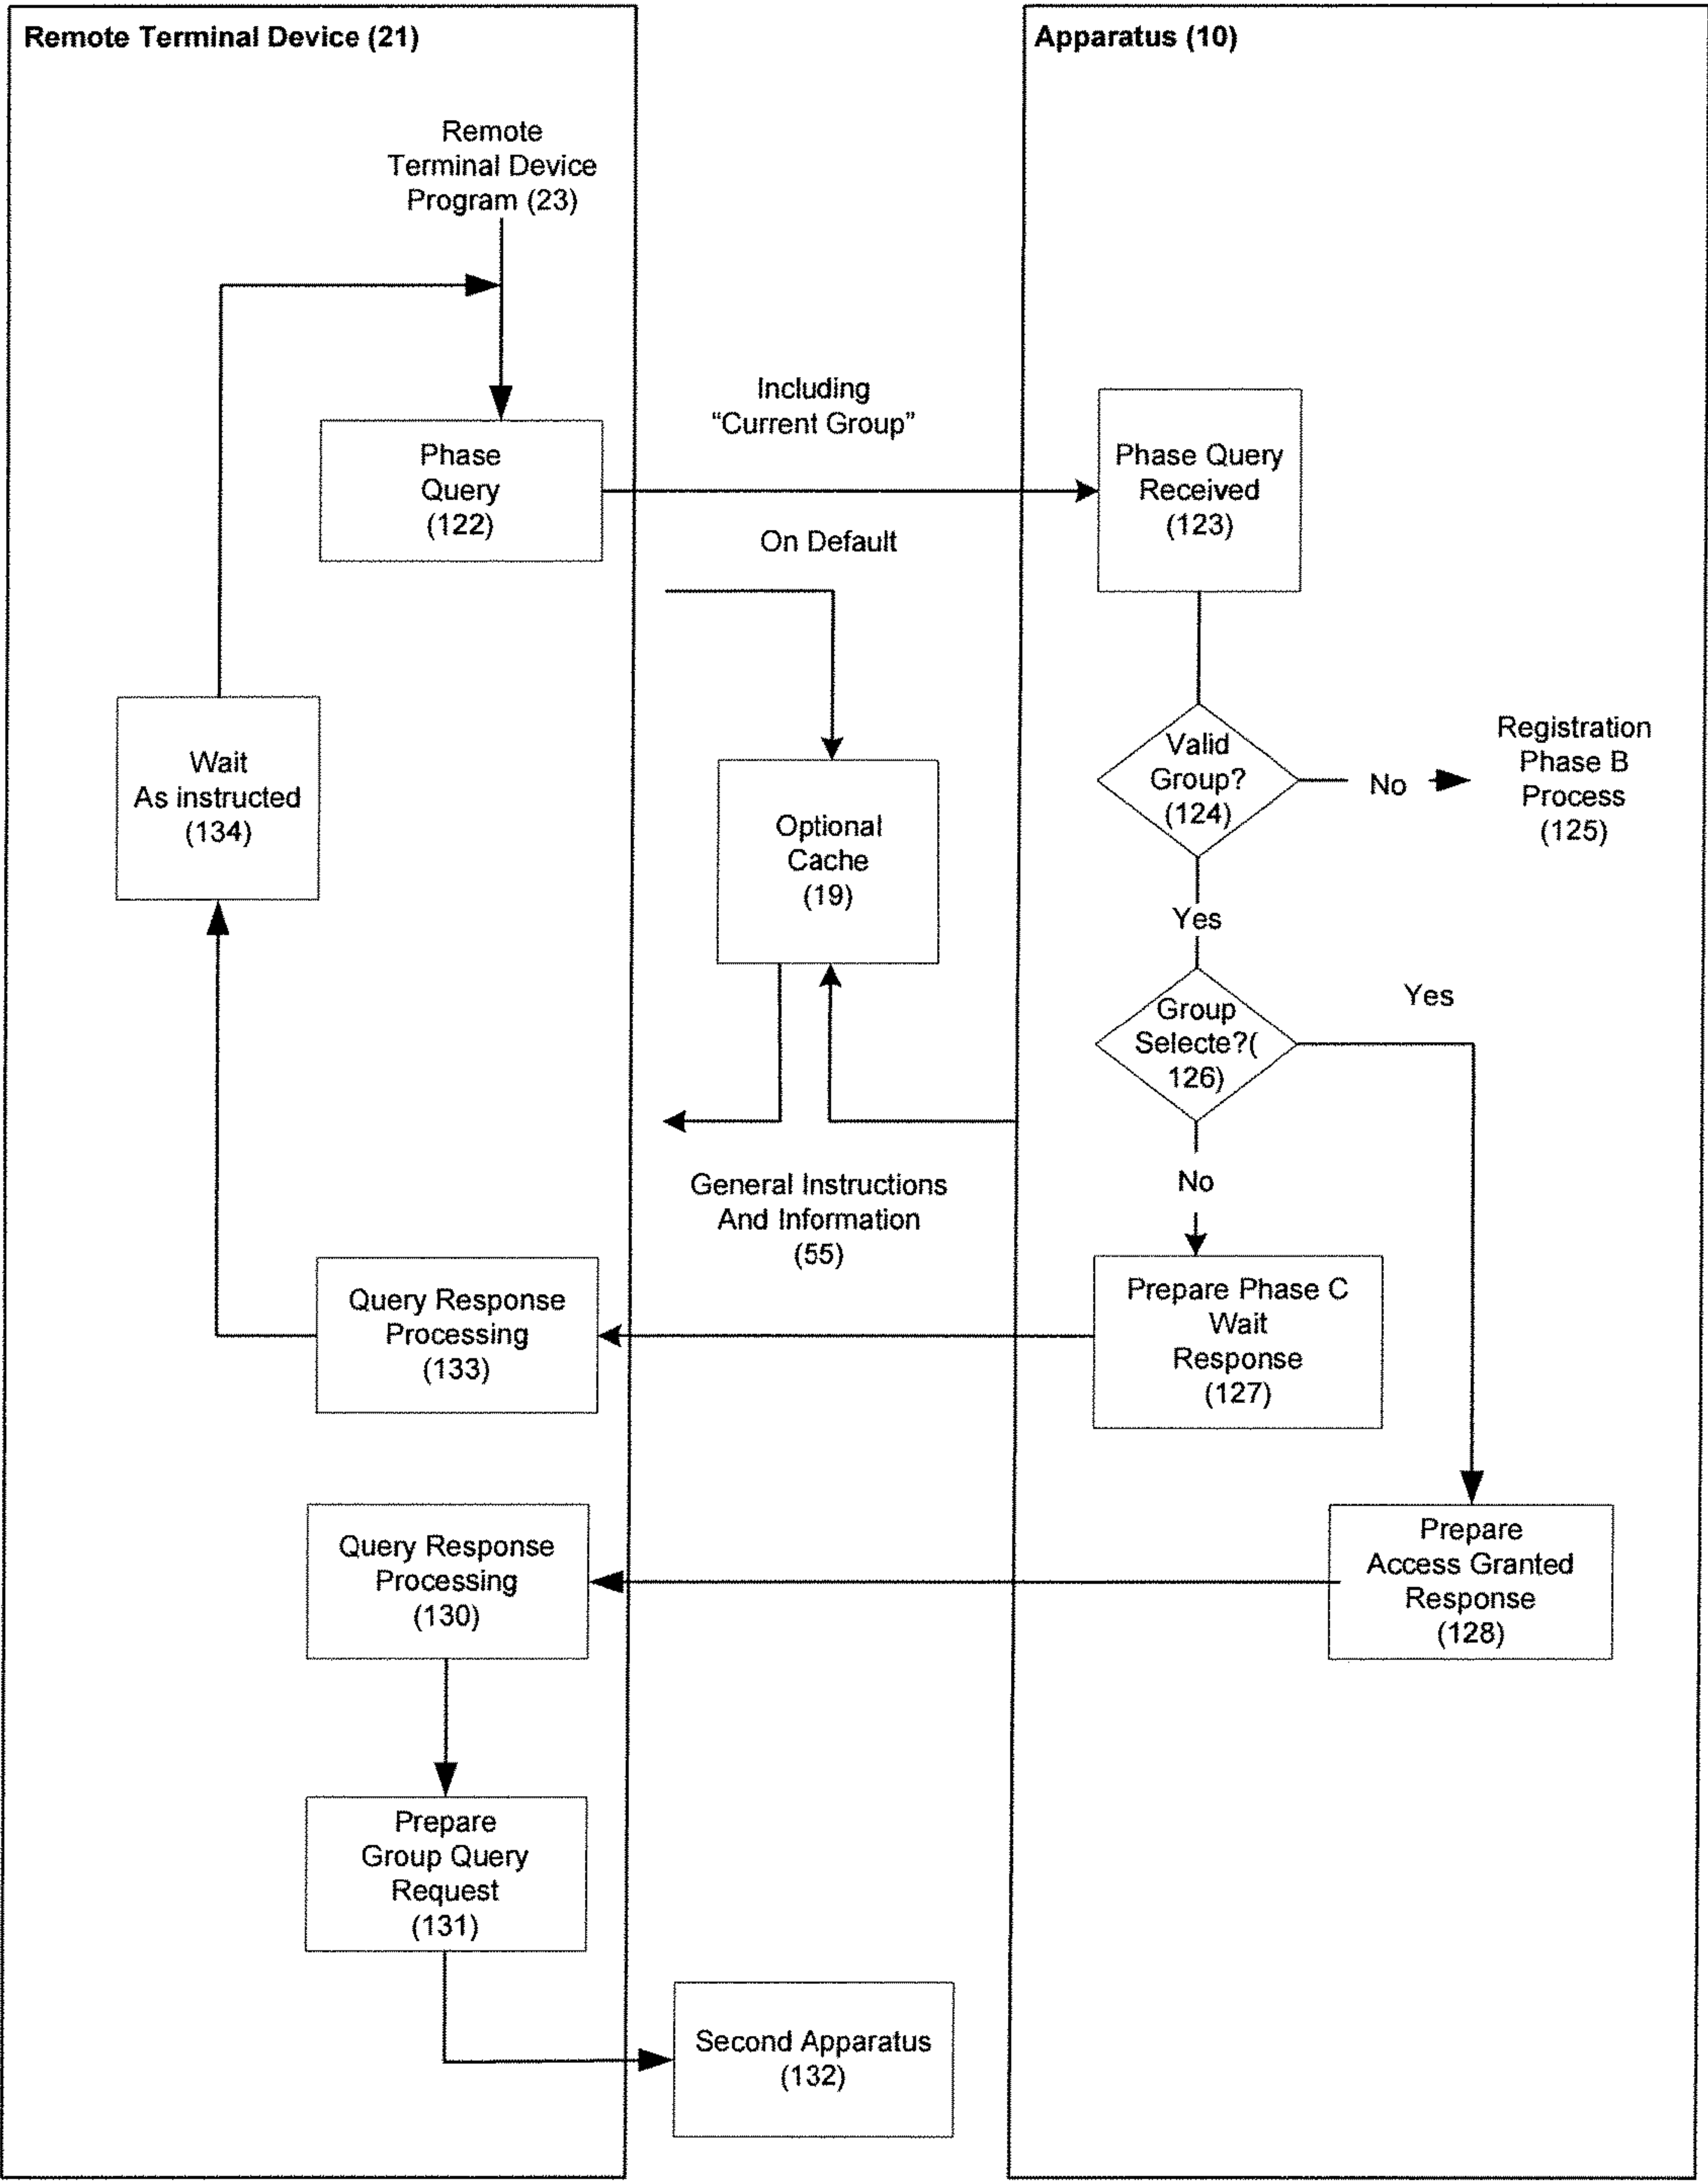 Remote Terminal Device (21)
Apparatus (10)
Remote
Terminal Device
Program (23)
Including
“Current Group”
Phase
Query
(122)
Phase Query
Received
(123)
On Default
Wait
As instructed
(134)
Optional
Cache
(19)
Valid
Group?
(124)
No
Registration
Phase B
Process
(125)
Yes
Group
Selecte?(
126)
Yes
No
General Instructions
And Information
(55)
Query Response
Processing
(133)
Prepare Phase C
Wait
Response
(127)
Query Response
Processing
(130)
Prepare
Access Granted
Response
(128)
Prepare
Group Query
Request
(131)
Second Apparatus
(132)